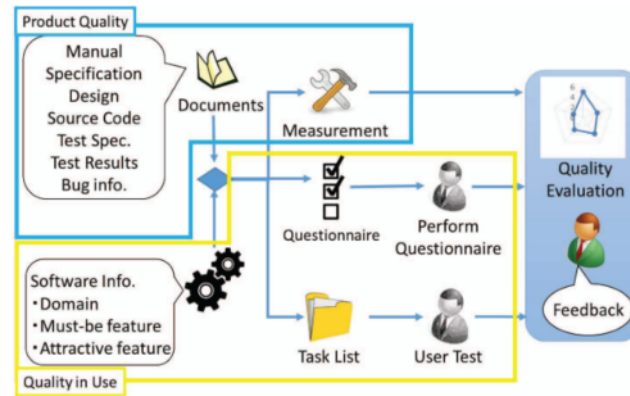 Product Quality
Manual
Specification
Design
Source Code
Test Spec.
Test Results
Bug info.
Documents
Measurement
Questionnaire
Perform
Questionnaire
Software Info.
・Domain
・Must-be feature
・Attractive feature
Task List
User Test
Quality in Use
Quality
Evaluation
Feedback